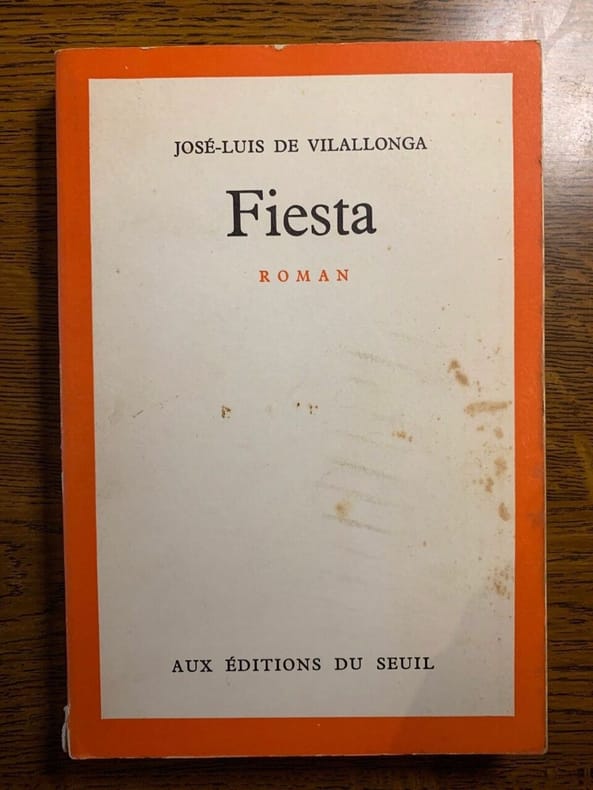 JOSÉ-LUIS DE VILALLONGA
Fiesta
ROMAN
AUX ÉDITIONS DU SEUIL